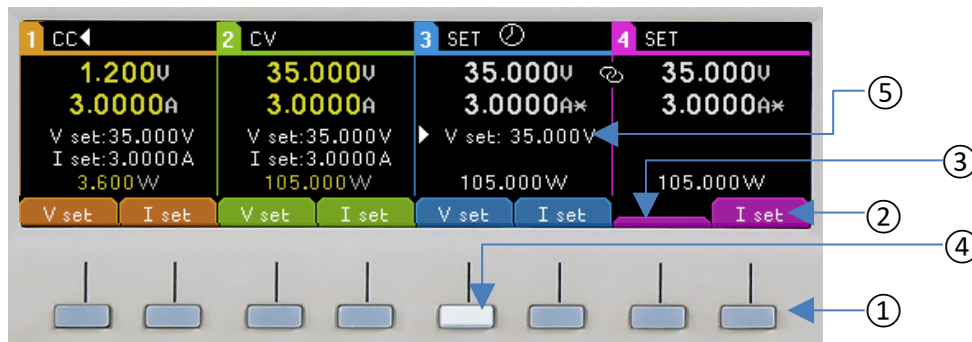 1 CC
2 CV
3 SET
4 SET
1.200V
35.000V
35.000V
35.000V
3.0000A
3.0000A
3.0000A*
3.0000A*
V set:35.000V
V set:35.000V
V set: 35.000V
I set:3.0000A
I set:3.0000A
3.600W
105.000W
105.000W
105.000W
V set
I set
V set
I set
V set
I set
I set
⑤
③
②
④
①